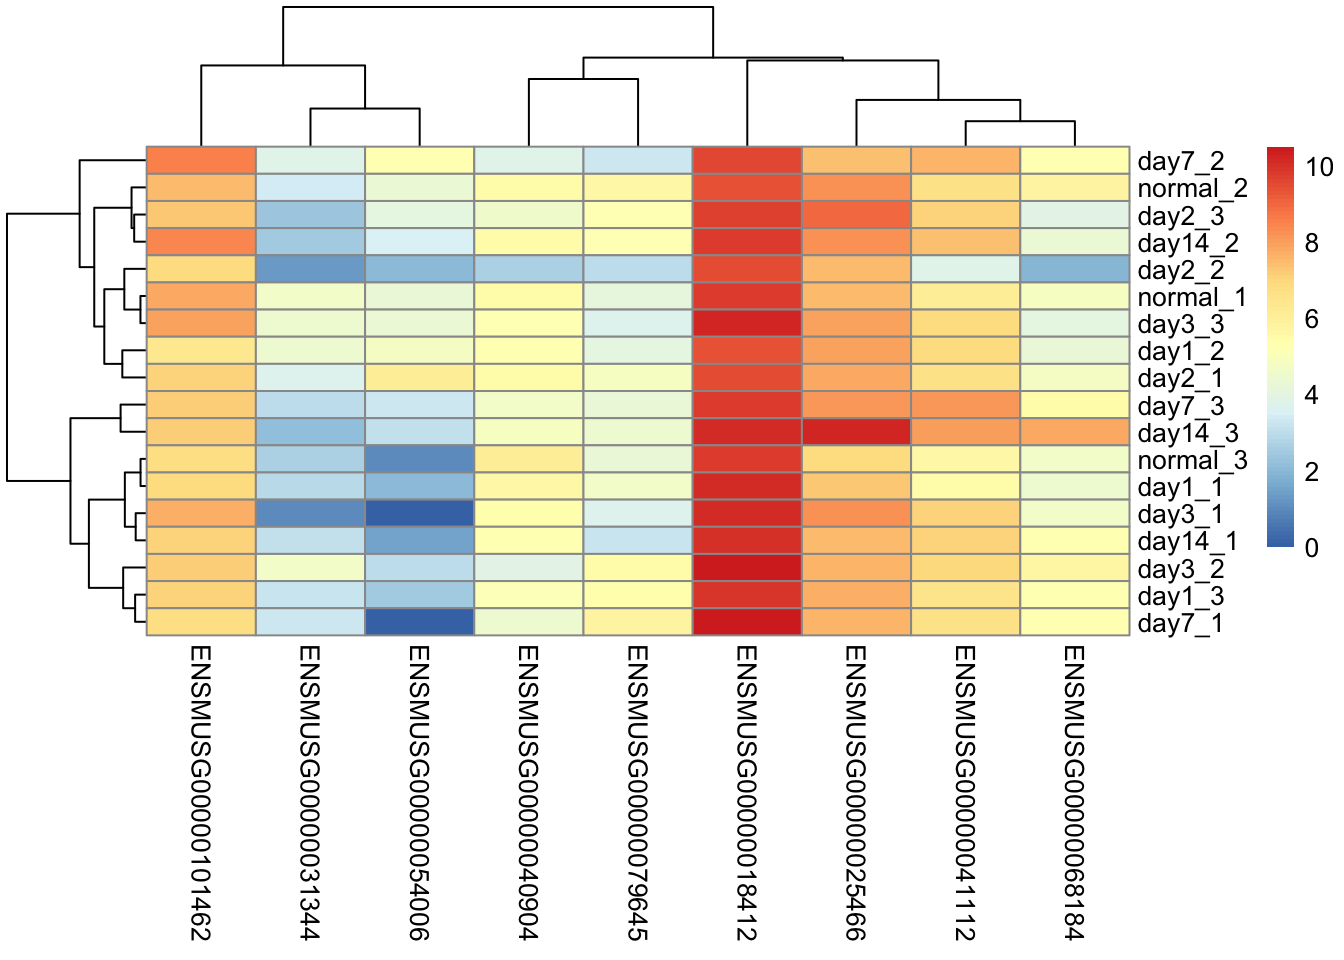 day7_2
normal_2
day2_3
day14_2
day2_2
normal_1
day3_3
day1_2
day2_1
day7_3
day14_3
normal_3
day1_1
day3_1
day14_1
day3_2
day1_3
day7_1
10
8
6
4
2
0
ENSMUSG00000101462
ENSMUSG00000031344
ENSMUSG00000054006
ENSMUSG00000040904
ENSMUSG00000079645
ENSMUSG00000018412
ENSMUSG00000025466
ENSMUSG00000041112
ENSMUSG00000068184